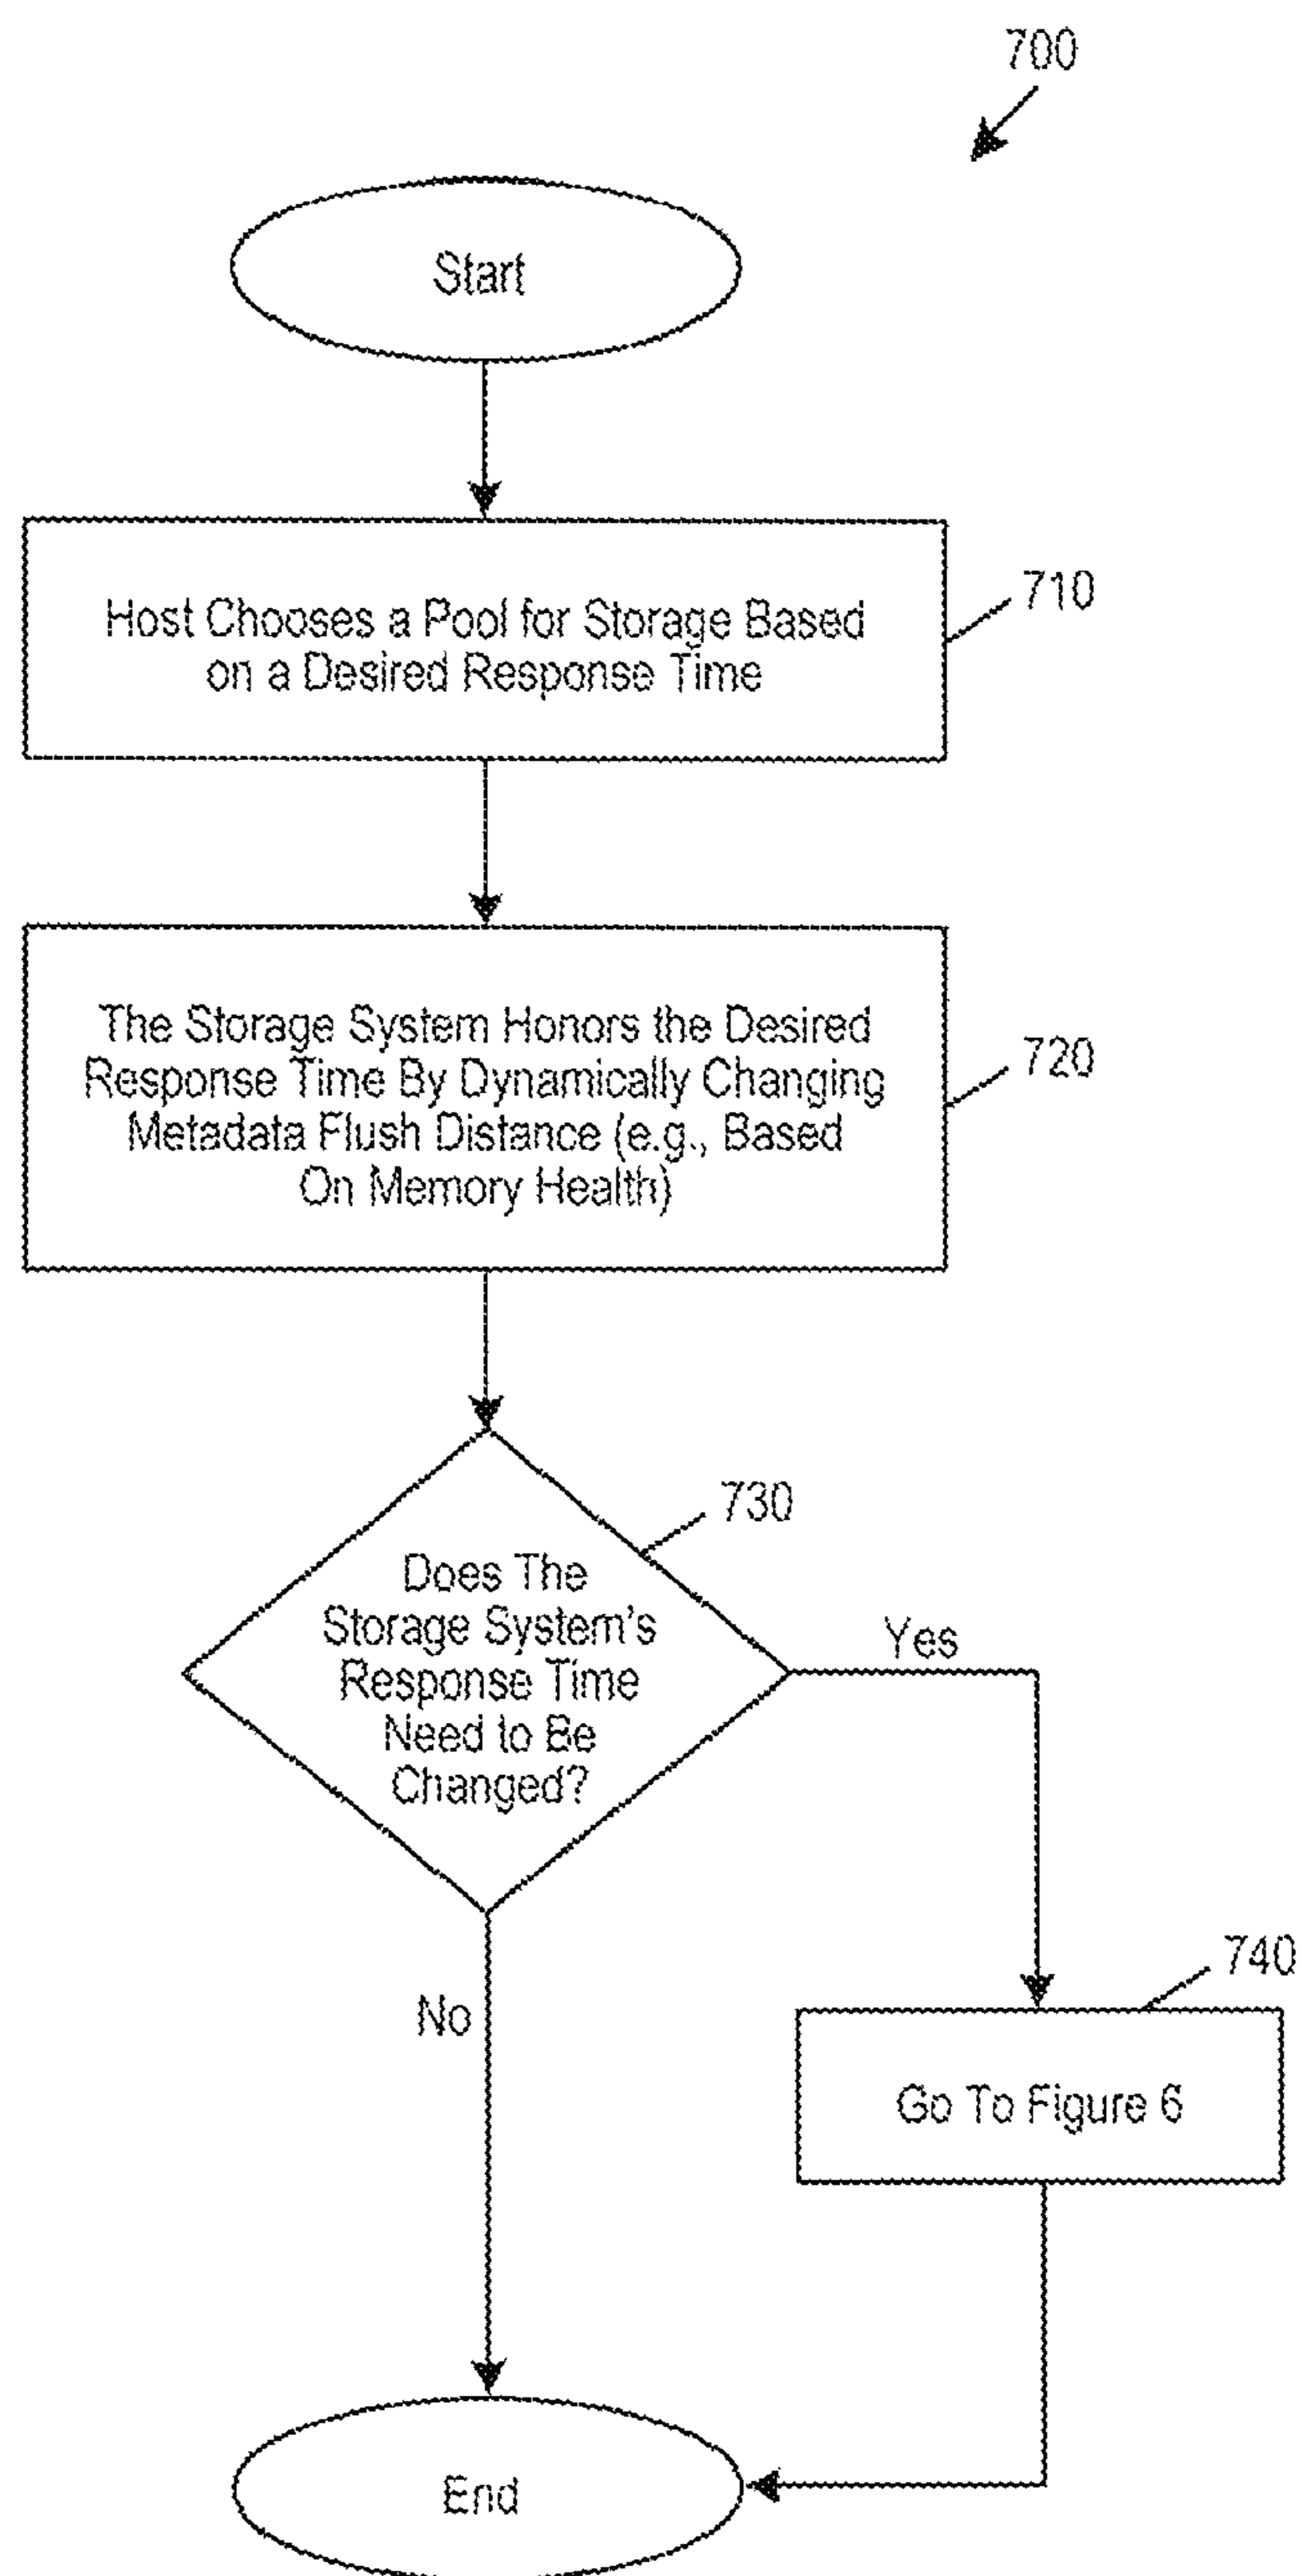 700
Start
Host Chooses a Pool for Storage Based
on a Desired Response Time
710
The Storage System Honors the Desired
Response Time By Dynamically Changing
Metadata Flush Distance (e.g., Based
On Memory Health)
720
730
Does The
Storage System's
Response Time
Need to Be
Changed?
Yes
No
740
Go To Figure 6
End